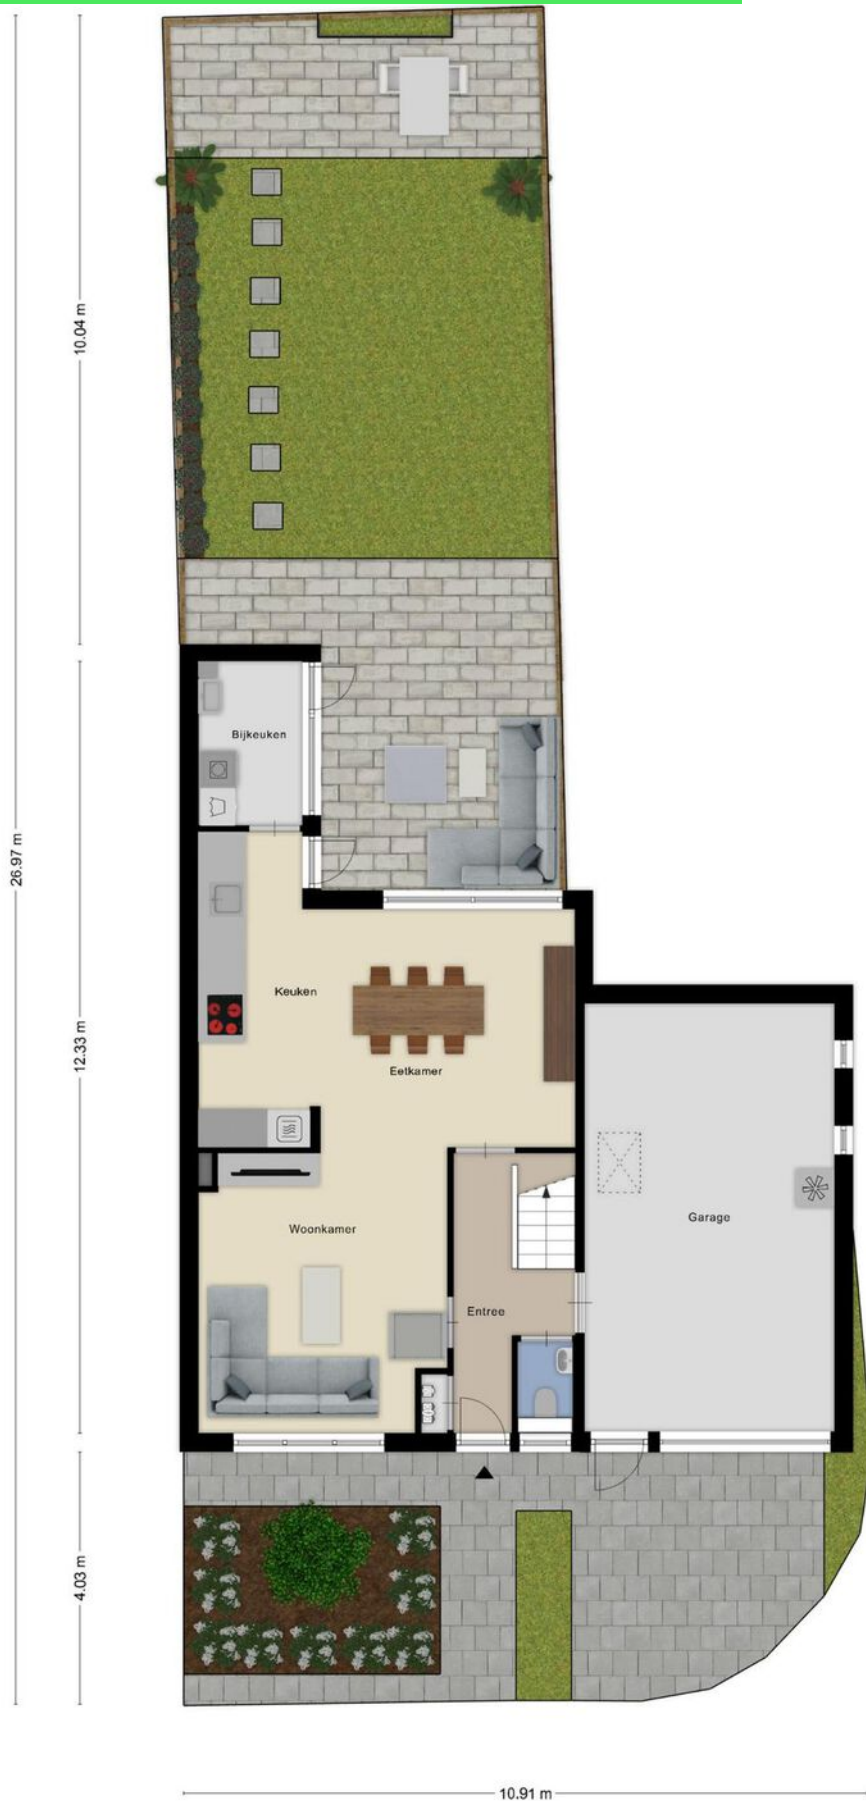 10.04 m
Bijkeuken
26.97 m
Keuken
12.33 m
Eetkamer
Garage
Woonkamer
Entree
4.03 m
10.91 m